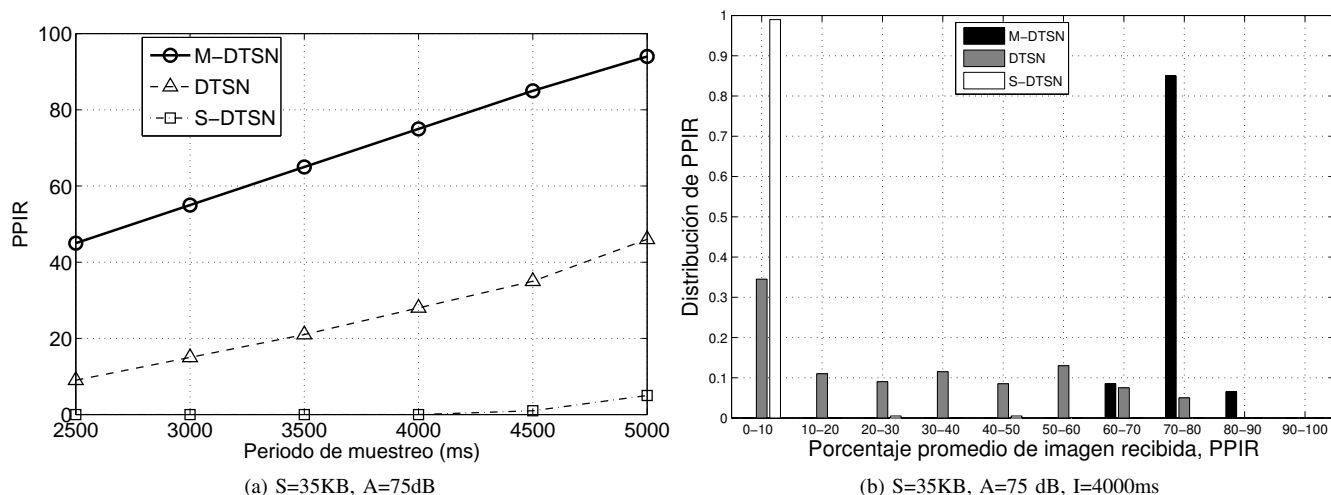 M-DTSN
DTSN
S-DTSN
PPIR
100
80
60
40
20
0
2500
3000
3500
4000
4500
5000
Periodo de muestreo (ms)
(a) S=35KB, A=75dB
M-DTSN
DTSN
S-DTSN
Distribución de PPIR
1
0.9
0.8
0.7
0.6
0.5
0.4
0.3
0.2
0.1
0
0-10
10-20
20-30
30-40
40-50
50-60
60-70
70-80
80-90
90-100
Porcentaje promedio de imagen recibida, PPIR
(b) S=35KB, A=75 dB, I=4000ms